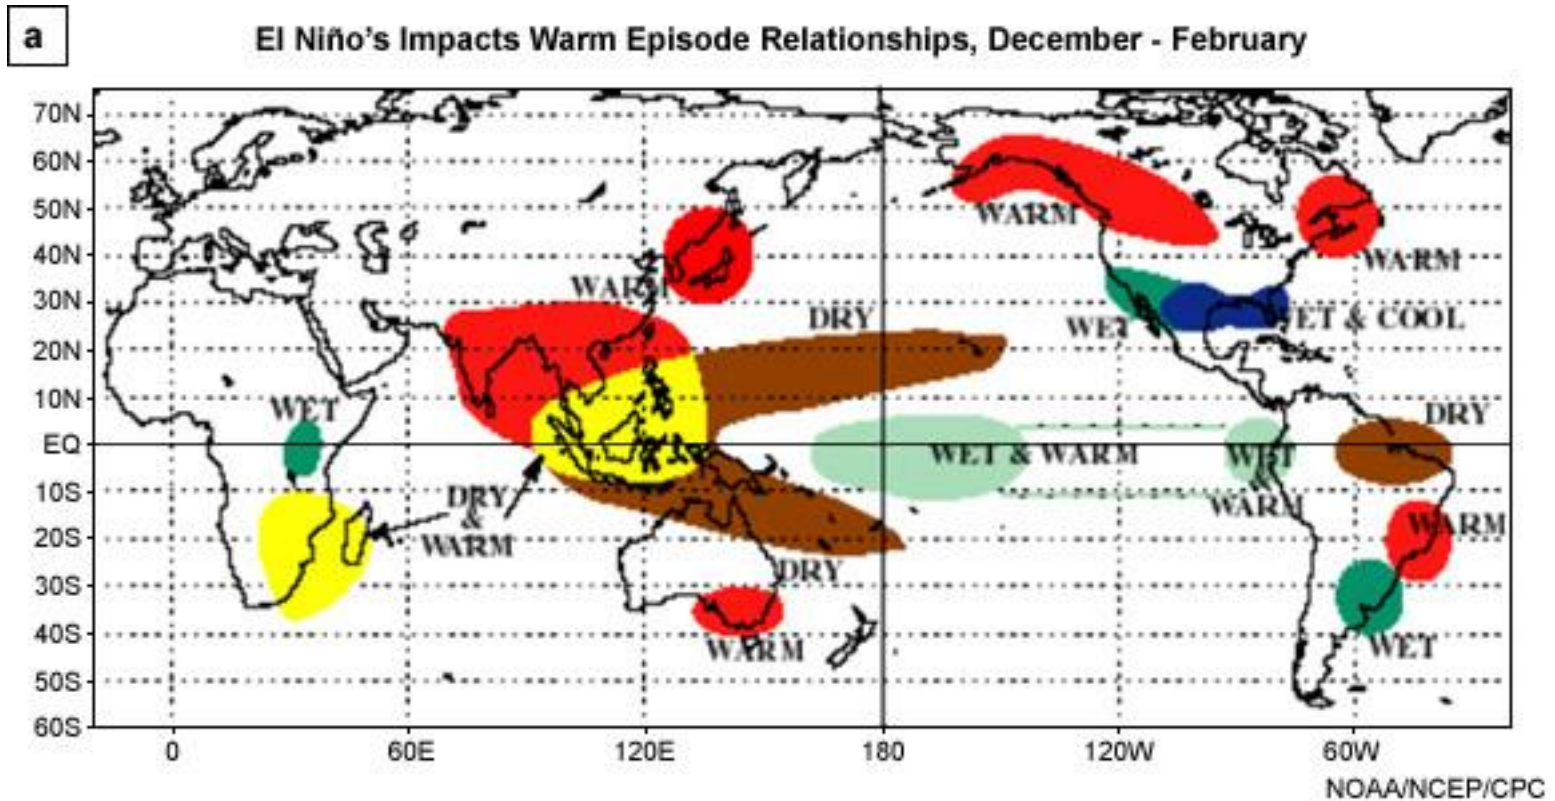 a
El Niño's Impacts Warm Episode Relationships, December - February
70N
60N
50N
40N
30N
20N
10N
EQ
10S
20S
30S
40S
50S
60S
WARM
WARM
WARM
DRY
WET
WET & COOL
WET
DRY
WET & WARM
WET
&
WARM
DRY
&
WARM
WARM
DRY
WARM
WET
0
60E
120E
180
120W
60W
NOAA/NCEP/CPC